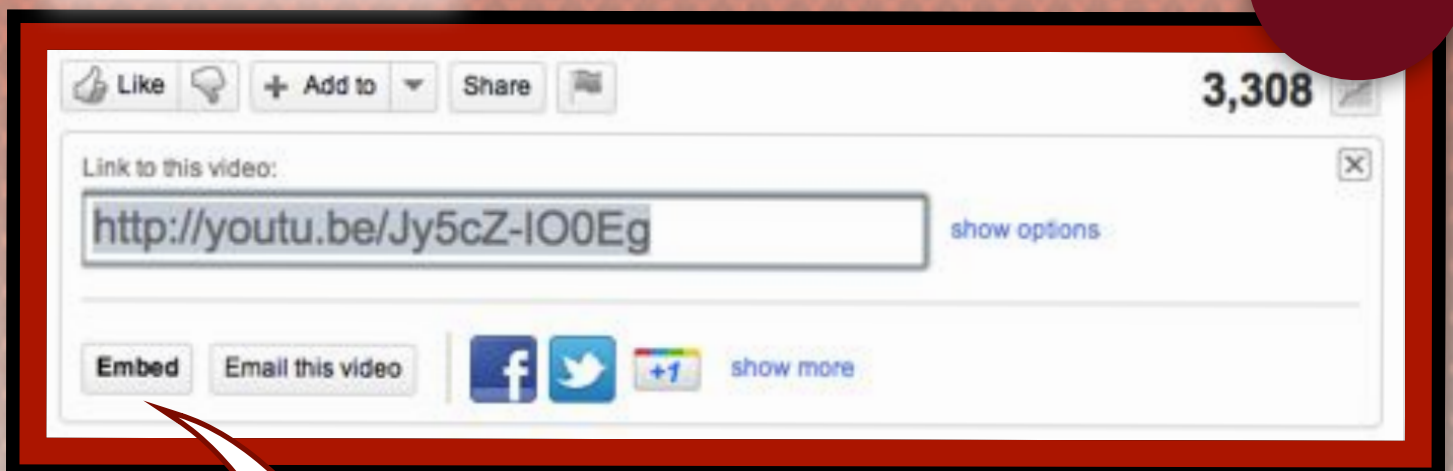 Like Add to Share 3,308
Link to this video:
http://youtu.be/Jy5cZ-IO0Eg show options
Embed Email this video f +1 show more